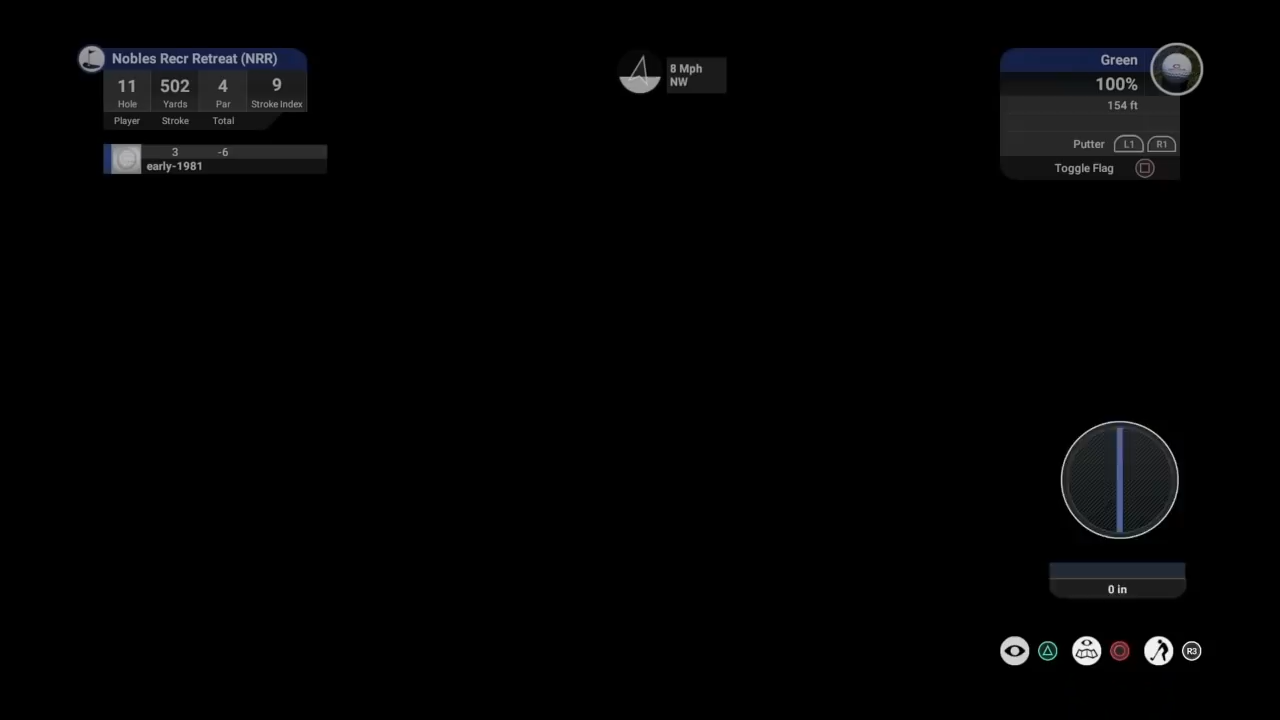 Nobles Recr Retreat (NRR)
11 502 4 9
Hole Yards Par Stroke Index
Player Stroke Total
3 -6
early-1981
8 Mph
NW
Green
100%
154 ft
Putter L1 R1
Toggle Flag
0 in
R3